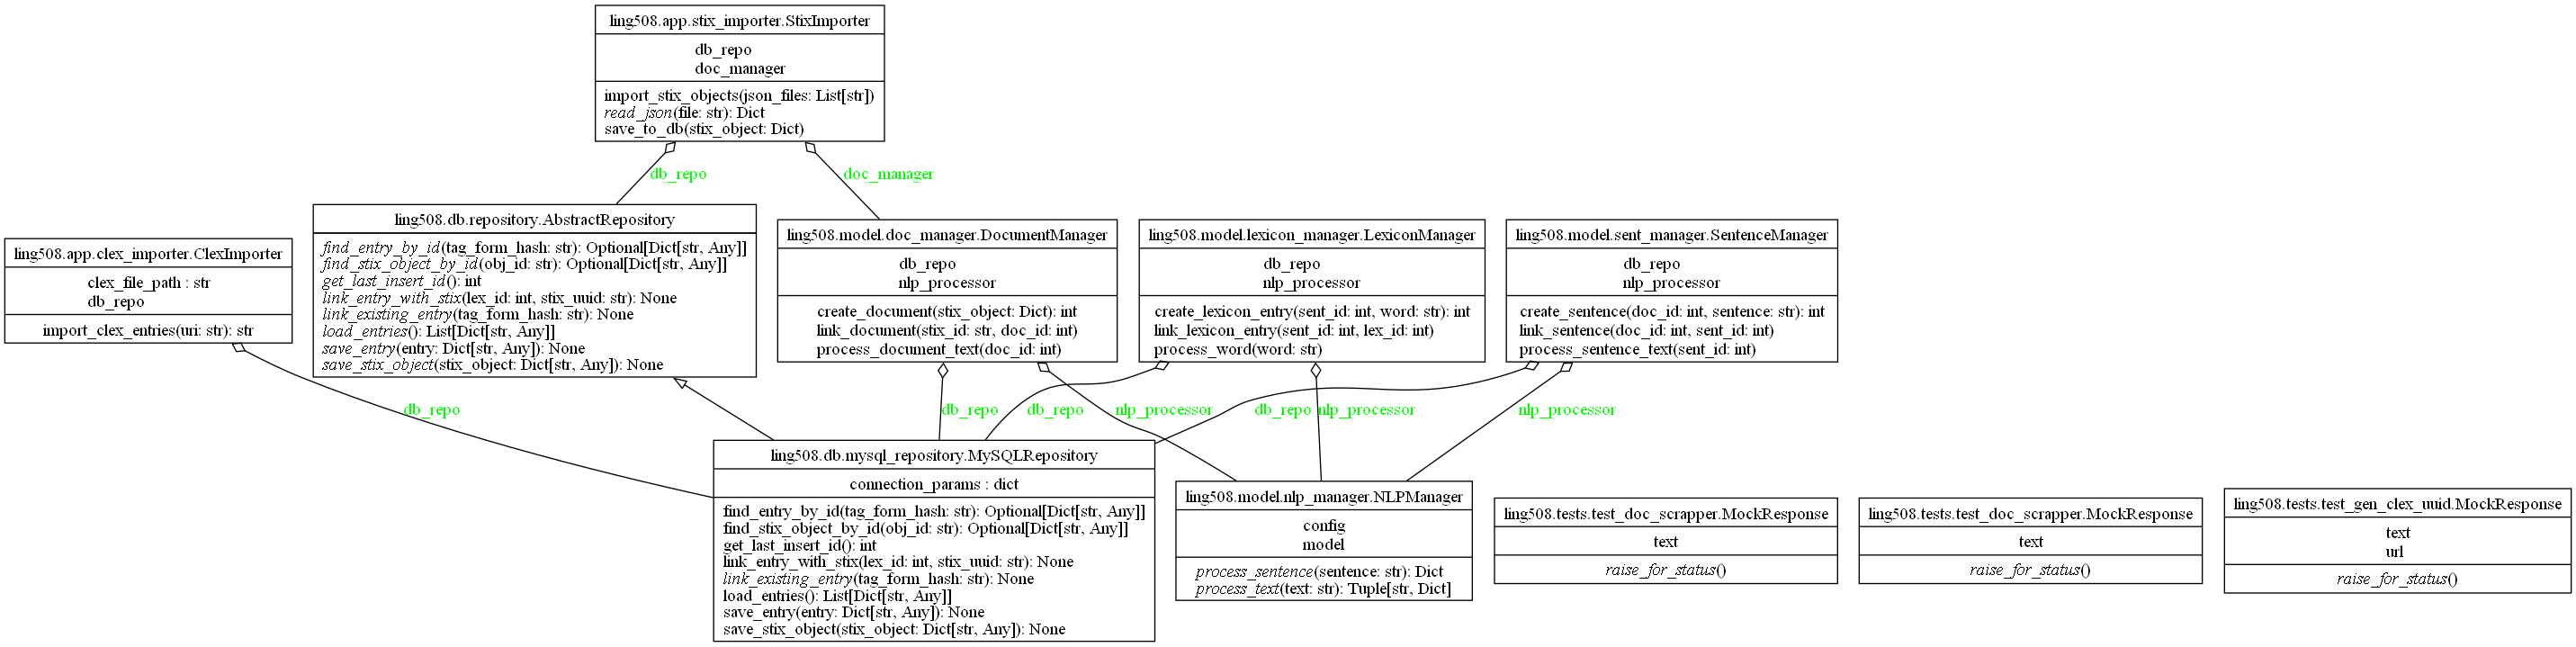 ling508.app.stix_importer.StixImporter
db_repo
doc_manager
import_stix_objects(json_files: List[str])
read_json(file: str): Dict
save_to_db(stix_object: Dict)
db_repo
doc_manager
ling508.app.clex_importer.ClexImporter
clex_file_path : str
db_repo
import_clex_entries(uri: str): str
ling508.db.repository.AbstractRepository
find_entry_by_id(tag_form_hash: str): Optional[Dict[str, Any]]
find_stix_object_by_id(obj_id: str): Optional[Dict[str, Any]]
get_last_insert_id(): int
link_entry_with_stix(lex_id: int, stix_uuid: str): None
link_existing_entry(tag_form_hash: str): None
load_entries(): List[Dict[str, Any]]
save_entry(entry: Dict[str, Any]): None
save_stix_object(stix_object: Dict[str, Any]): None
ling508.model.doc_manager.DocumentManager
db_repo
nlp_processor
create_document(stix_object: Dict): int
link_document(stix_id: str, doc_id: int)
process_document_text(doc_id: int)
ling508.model.lexicon_manager.LexiconManager
db_repo
nlp_processor
create_lexicon_entry(sent_id: int, word: str): int
link_lexicon_entry(sent_id: int, lex_id: int)
process_word(word: str)
ling508.model.sent_manager.SentenceManager
db_repo
nlp_processor
create_sentence(doc_id: int, sentence: str): int
link_sentence(doc_id: int, sent_id: int)
process_sentence_text(sent_id: int)
db_repo
db_repo
db_repo
nlp_processor
db_repo
nlp_processor
nlp_processor
ling508.db.mysql_repository.MySQLRepository
connection_params : dict
find_entry_by_id(tag_form_hash: str): Optional[Dict[str, Any]]
find_stix_object_by_id(obj_id: str): Optional[Dict[str, Any]]
get_last_insert_id(): int
link_entry_with_stix(lex_id: int, stix_uuid: str): None
link_existing_entry(tag_form_hash: str): None
load_entries(): List[Dict[str, Any]]
save_entry(entry: Dict[str, Any]): None
save_stix_object(stix_object: Dict[str, Any]): None
ling508.model.nlp_manager.NLPManager
config
model
process_sentence(sentence: str): Dict
process_text(text: str): Tuple[str, Dict]
ling508.tests.test_doc_scrapper.MockResponse
text
raise_for_status()
ling508.tests.test_doc_scrapper.MockResponse
text
raise_for_status()
ling508.tests.test_gen_clex_uuid.MockResponse
text
url
raise_for_status()